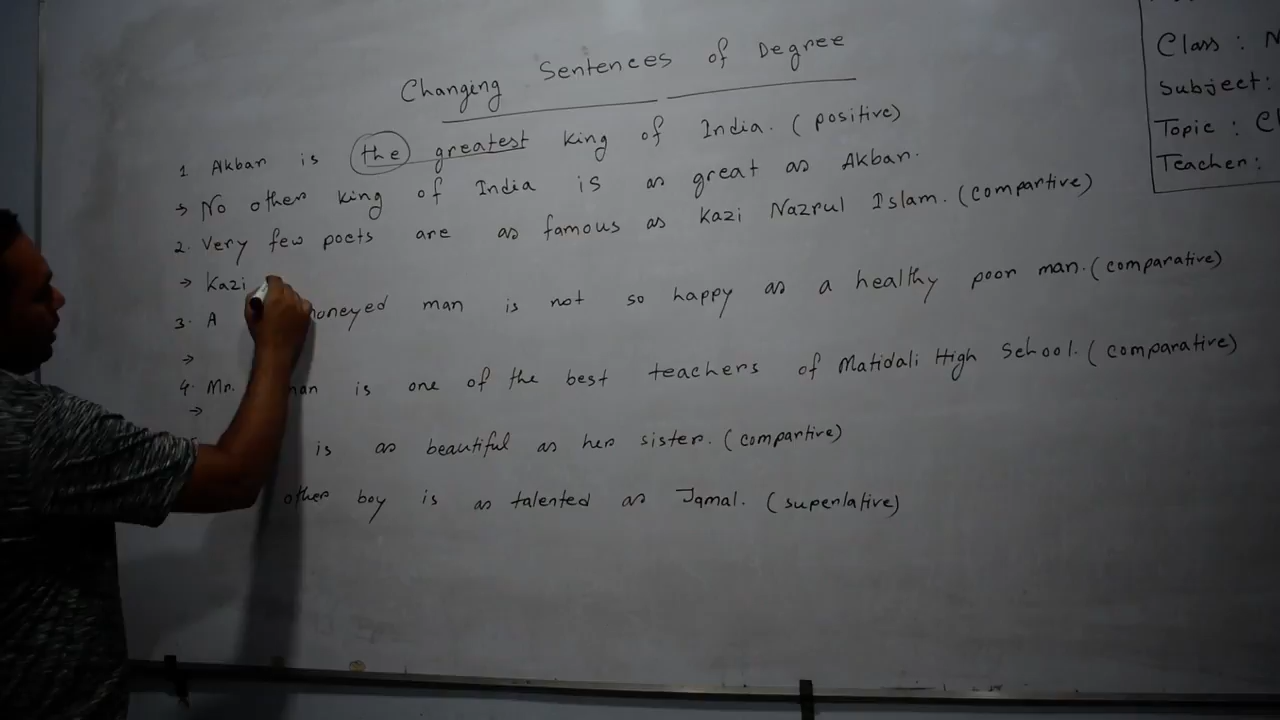 Changing Sentences of Degree
1 Akbar is the greatest king of India. (positive)
→ No other king of India is as great as Akbar.
2. Very few poets are as famous as Kazi Nazrul Islam. (compartive)
→ Kazi
3. A honeyed man is not so happy as a healthy poor man. (comparative)
→
4. Mr. man is one of the best teachers of Matidali High School. (comparative)
→
is as beautiful as her sister. (compartive)
other boy is as talented as Iqmal. (superlative)
Class :
Subject:
Topic :
Teacher: